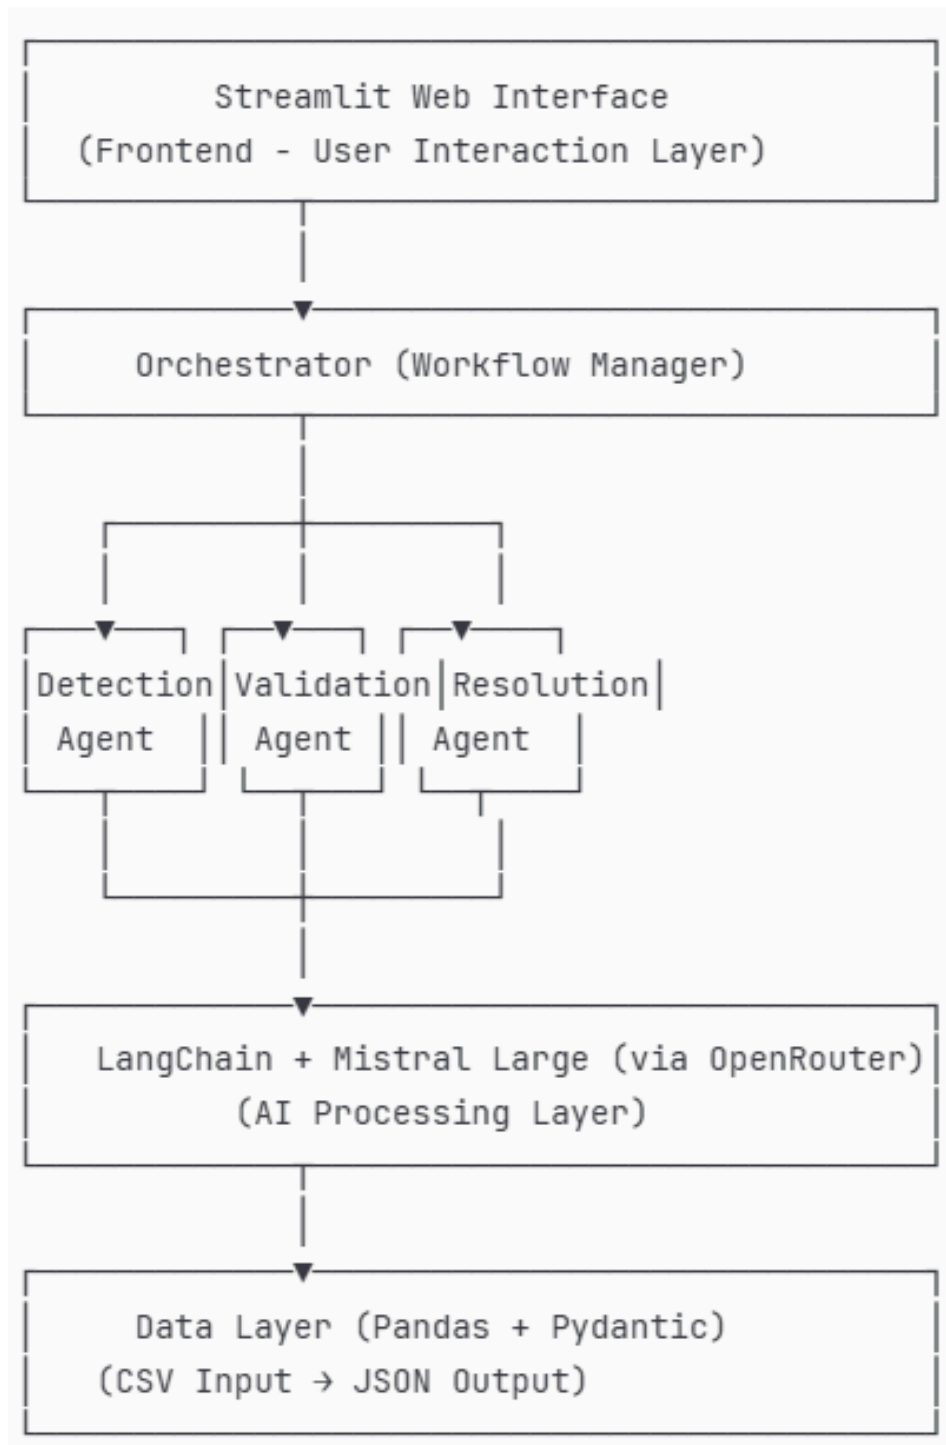 Streamlit Web Interface
(Frontend - User Interaction Layer)
Orchestrator (Workflow Manager)
Detection Validation Resolution
Agent Agent Agent
LangChain + Mistral Large (via OpenRouter)
(AI Processing Layer)
Data Layer (Pandas + Pydantic)
(CSV Input → JSON Output)